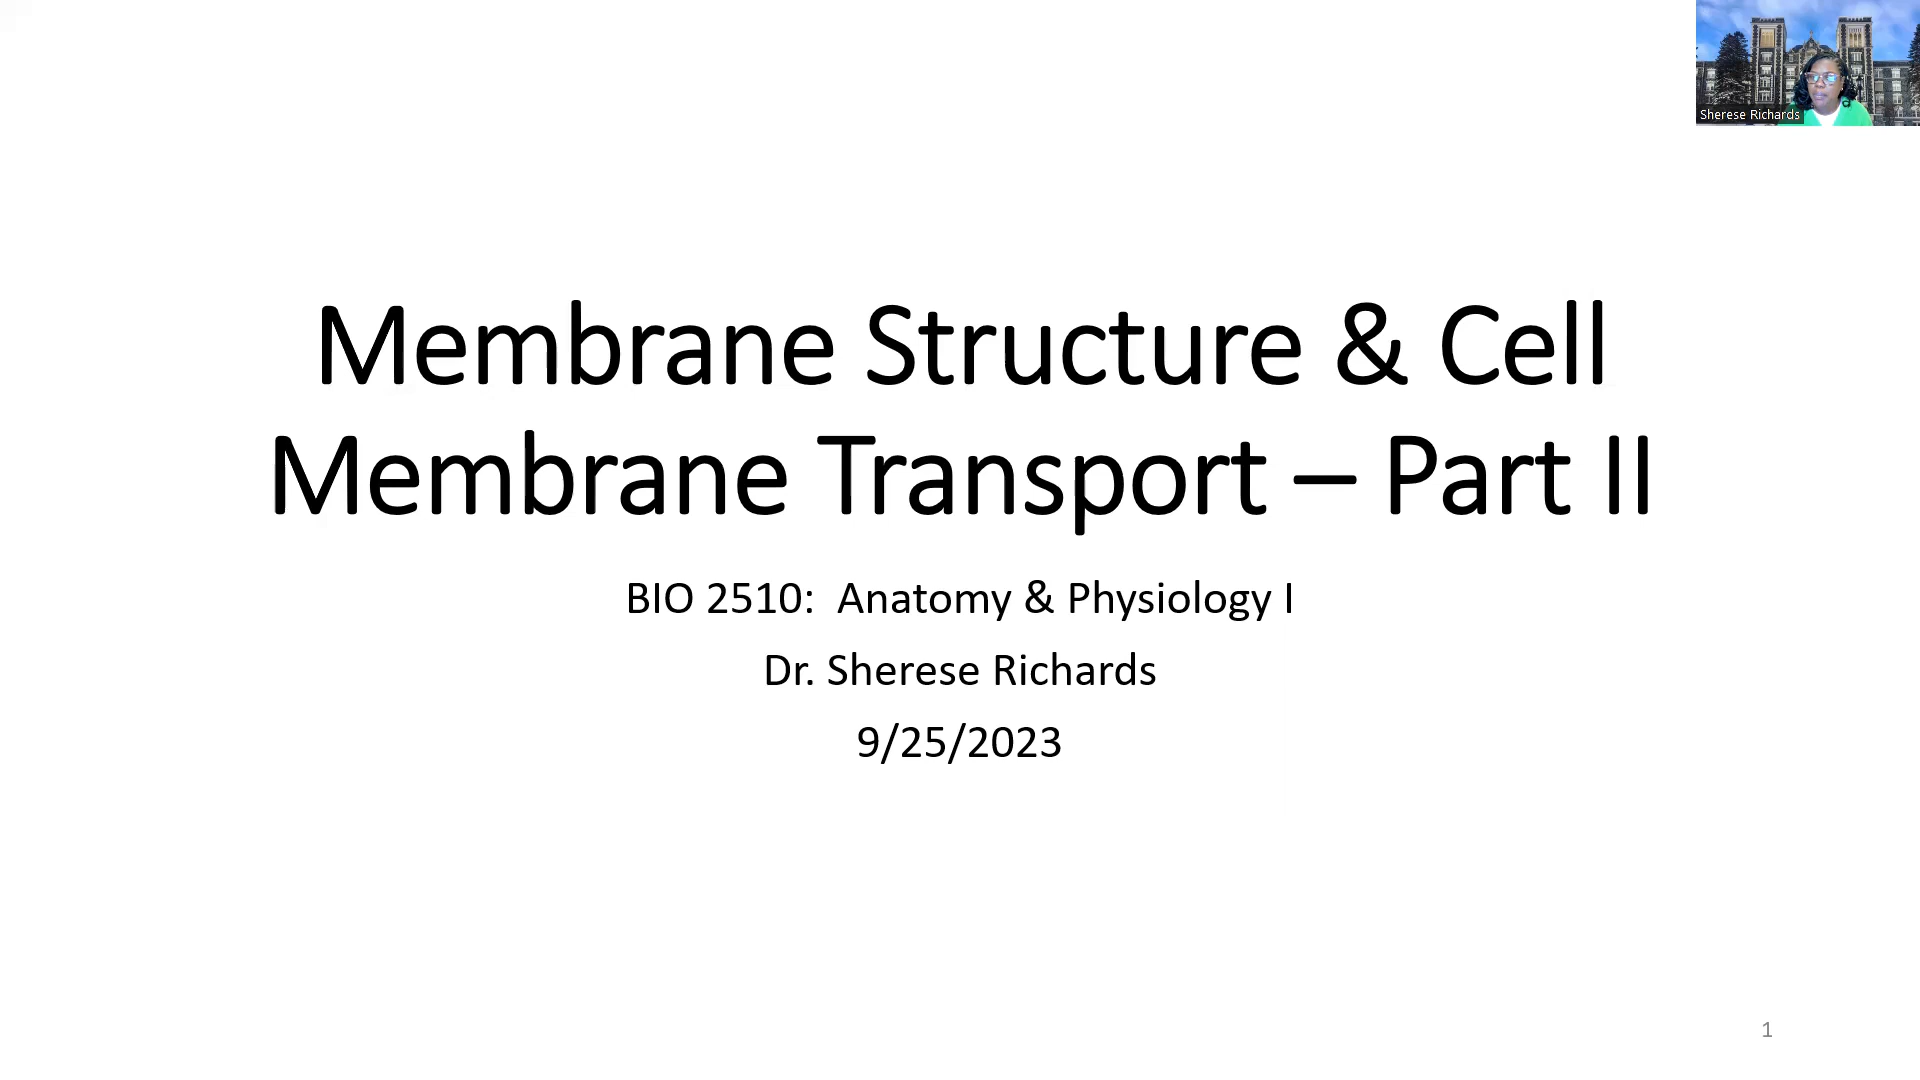 Sherese Richards
Membrane Structure & Cell
Membrane Transport – Part II
BIO 2510:  Anatomy & Physiology I
Dr. Sherese Richards
9/25/2023
1